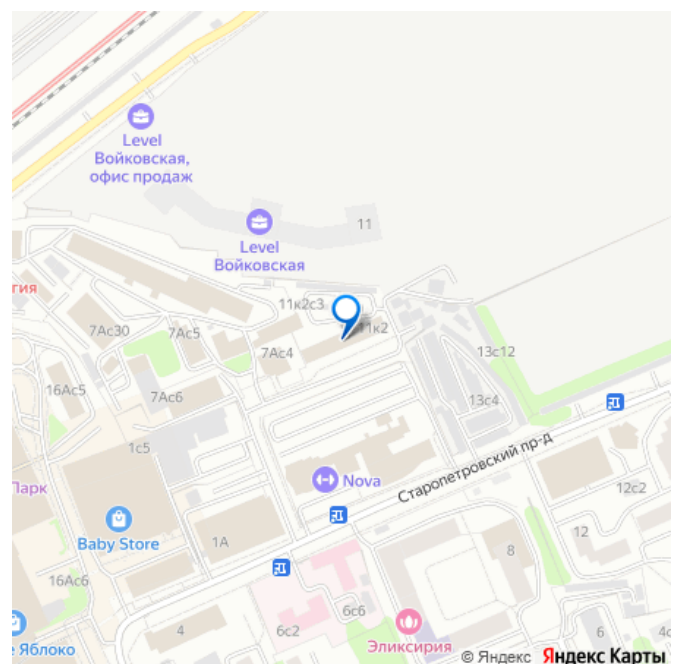 Level
Войковская,
офис продаж
11
Level
Войковская
гия
11к2с3
7Ас30
7Ас5
11к2
7Ас4
13с12
16Ас5
7Ас6
13с4
1с5
Старопетровский пр-д
Парк
Nova
12с2
Baby Store
1А
12
8
16Ас6
6с6
6
4с
4
6с2
Эликсирия
е Яблоко
© Яндекс Яндекс Карты